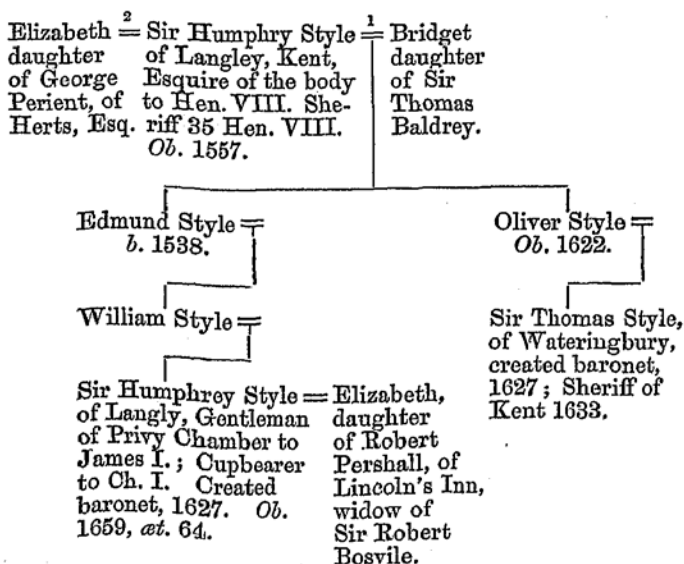 Elizabeth 2= Sir Humphry Style 1= Bridget
daughter of Langley, Kent, daughter
of George Esquire of the body of Sir
Perient, of to Hen. VIII. She- Thomas
Herts, Esq. riff 35 Hen. VIII. Baldrey.
Ob. 1557.
Edmund Style = Oliver Style =
b. 1538. Ob. 1622.
William Style =
Sir Thomas Style,
of Wateringbury,
created baronet,
1627; Sheriff of
Kent 1633.
Sir Humphrey Style = Elizabeth,
of Langly, Gentleman daughter
of Privy Chamber to of Robert
James I.; Cupbearer Pershall, of
to Ch. I. Created Lincoln's Inn,
baronet, 1627. Ob. widow of
1659, æt. 64. Sir Robert
Bosvile.